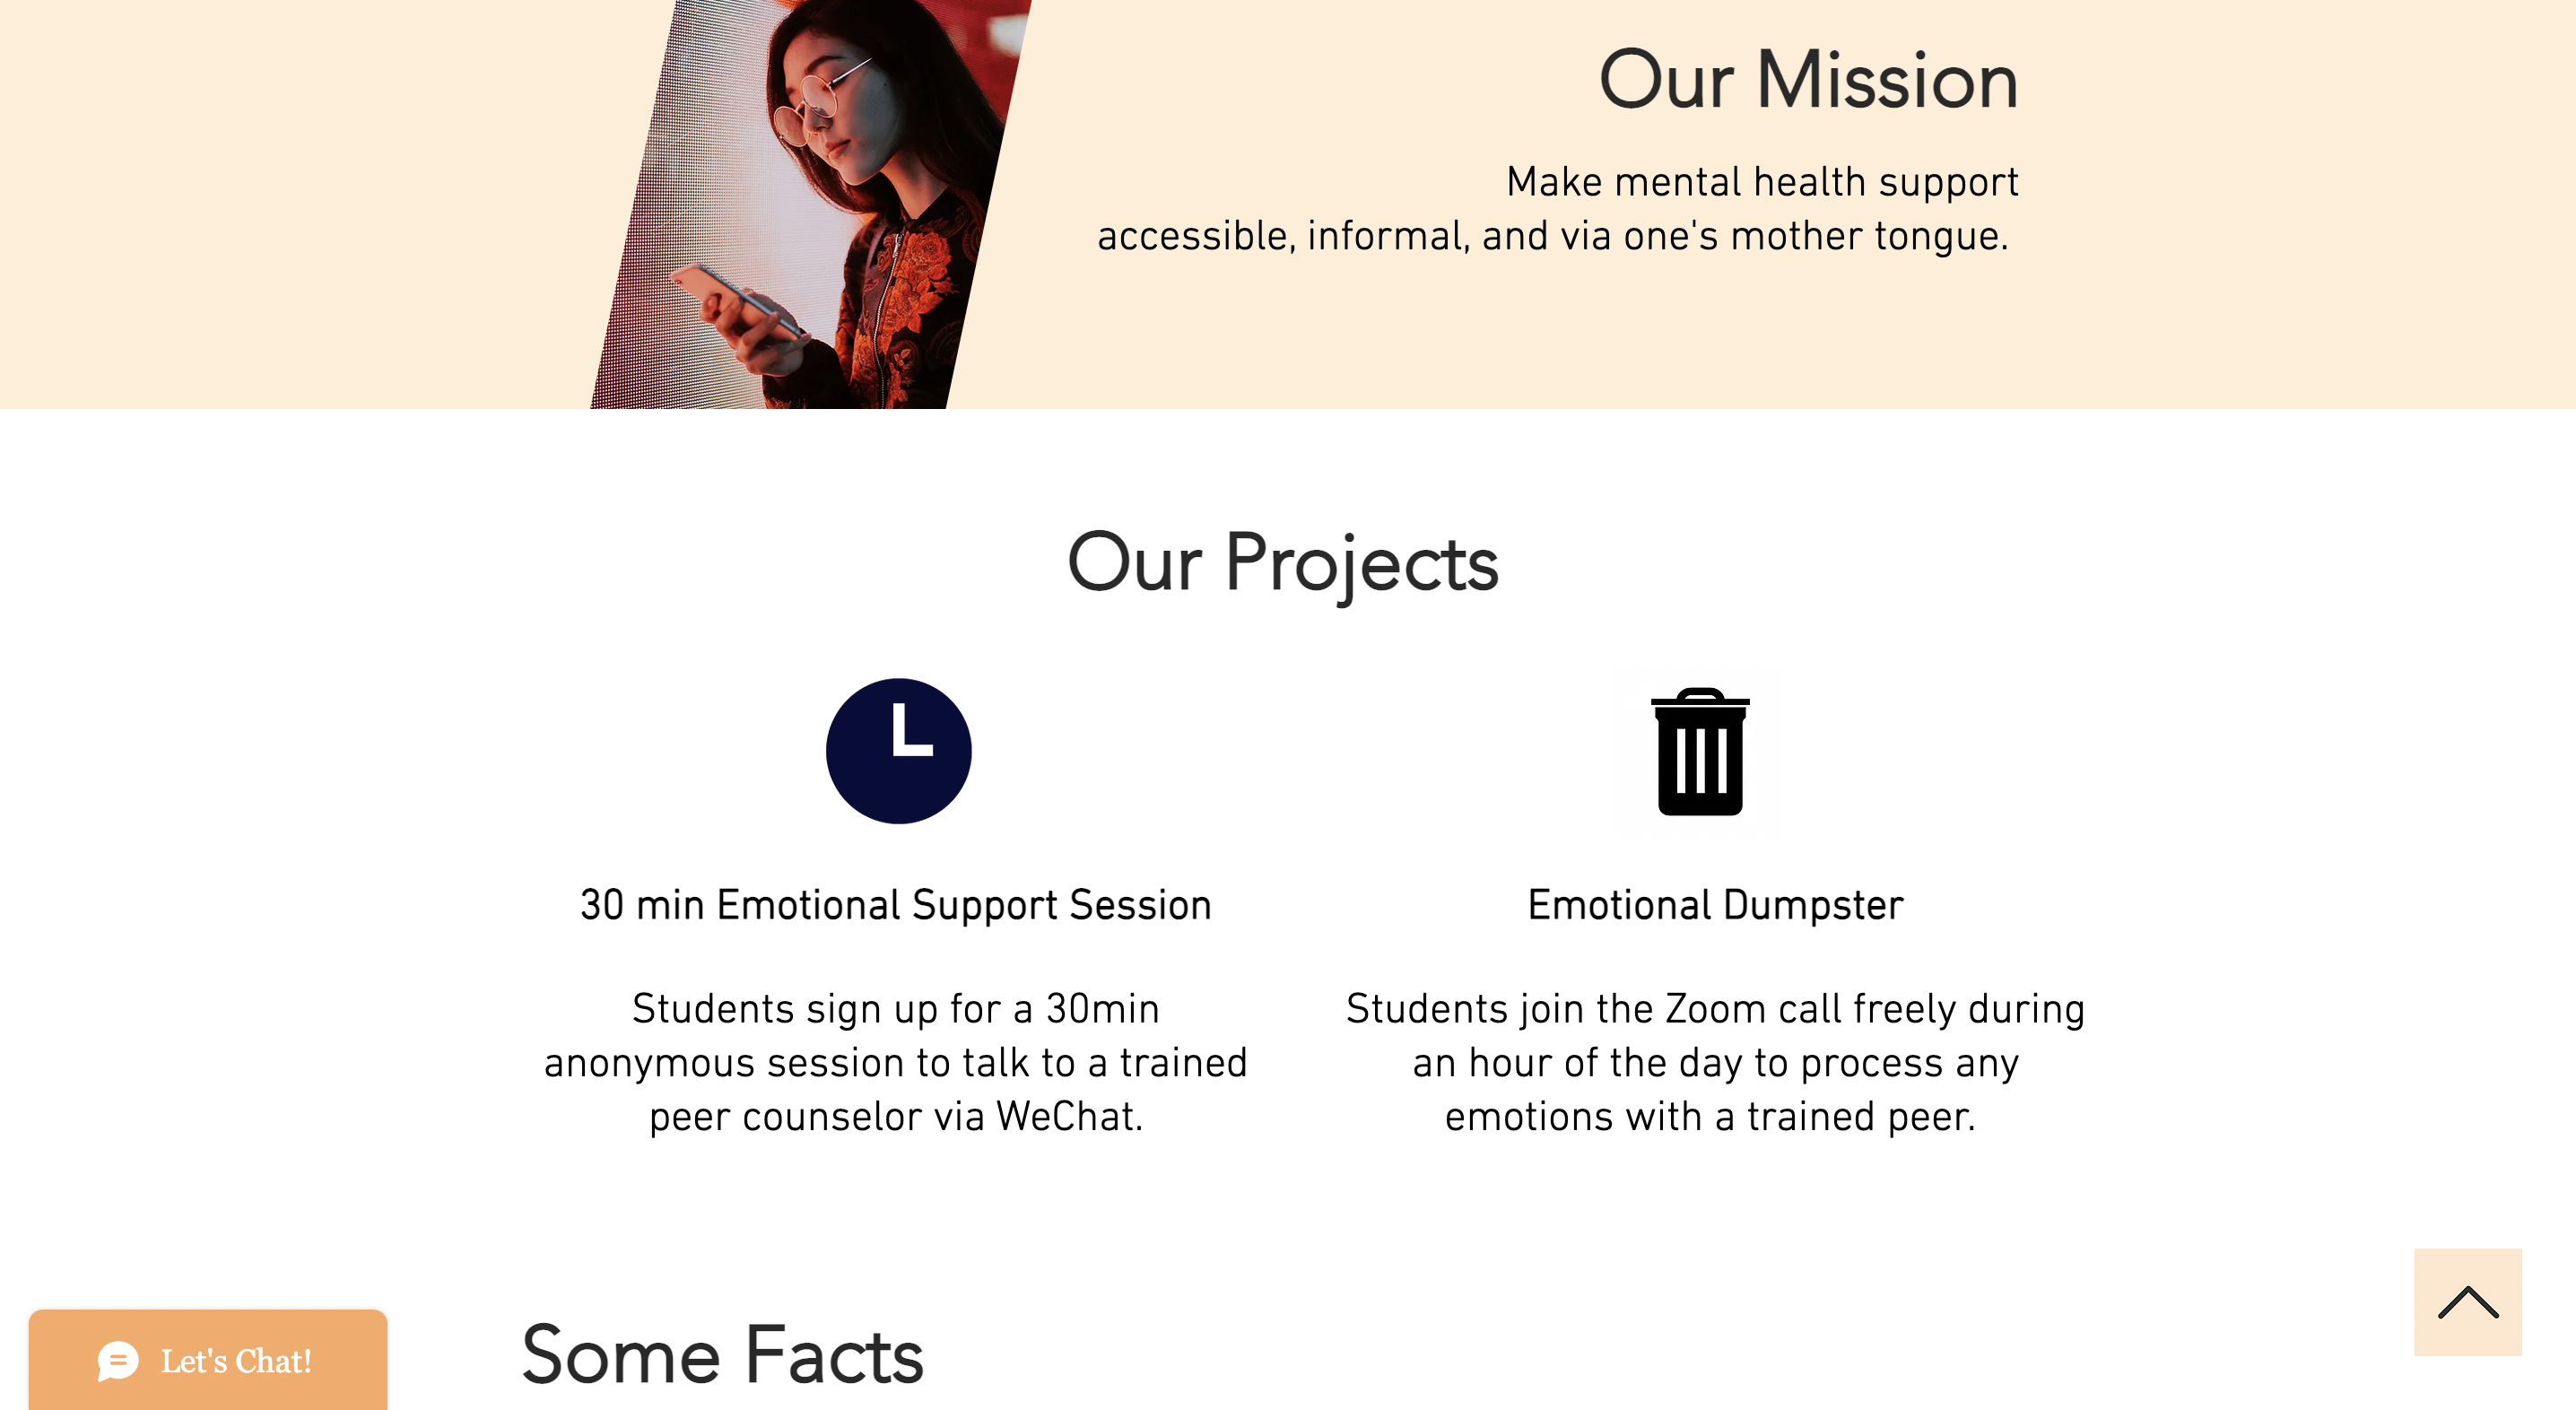 Our Mission
Make mental health support
accessible, informal, and via one's mother tongue.
Our Projects
30 min Emotional Support Session
Students sign up for a 30min
anonymous session to talk to a trained
peer counselor via WeChat.
Emotional Dumpster
Students join the Zoom call freely during
an hour of the day to process any
emotions with a trained peer.
Some Facts
Let's Chat!